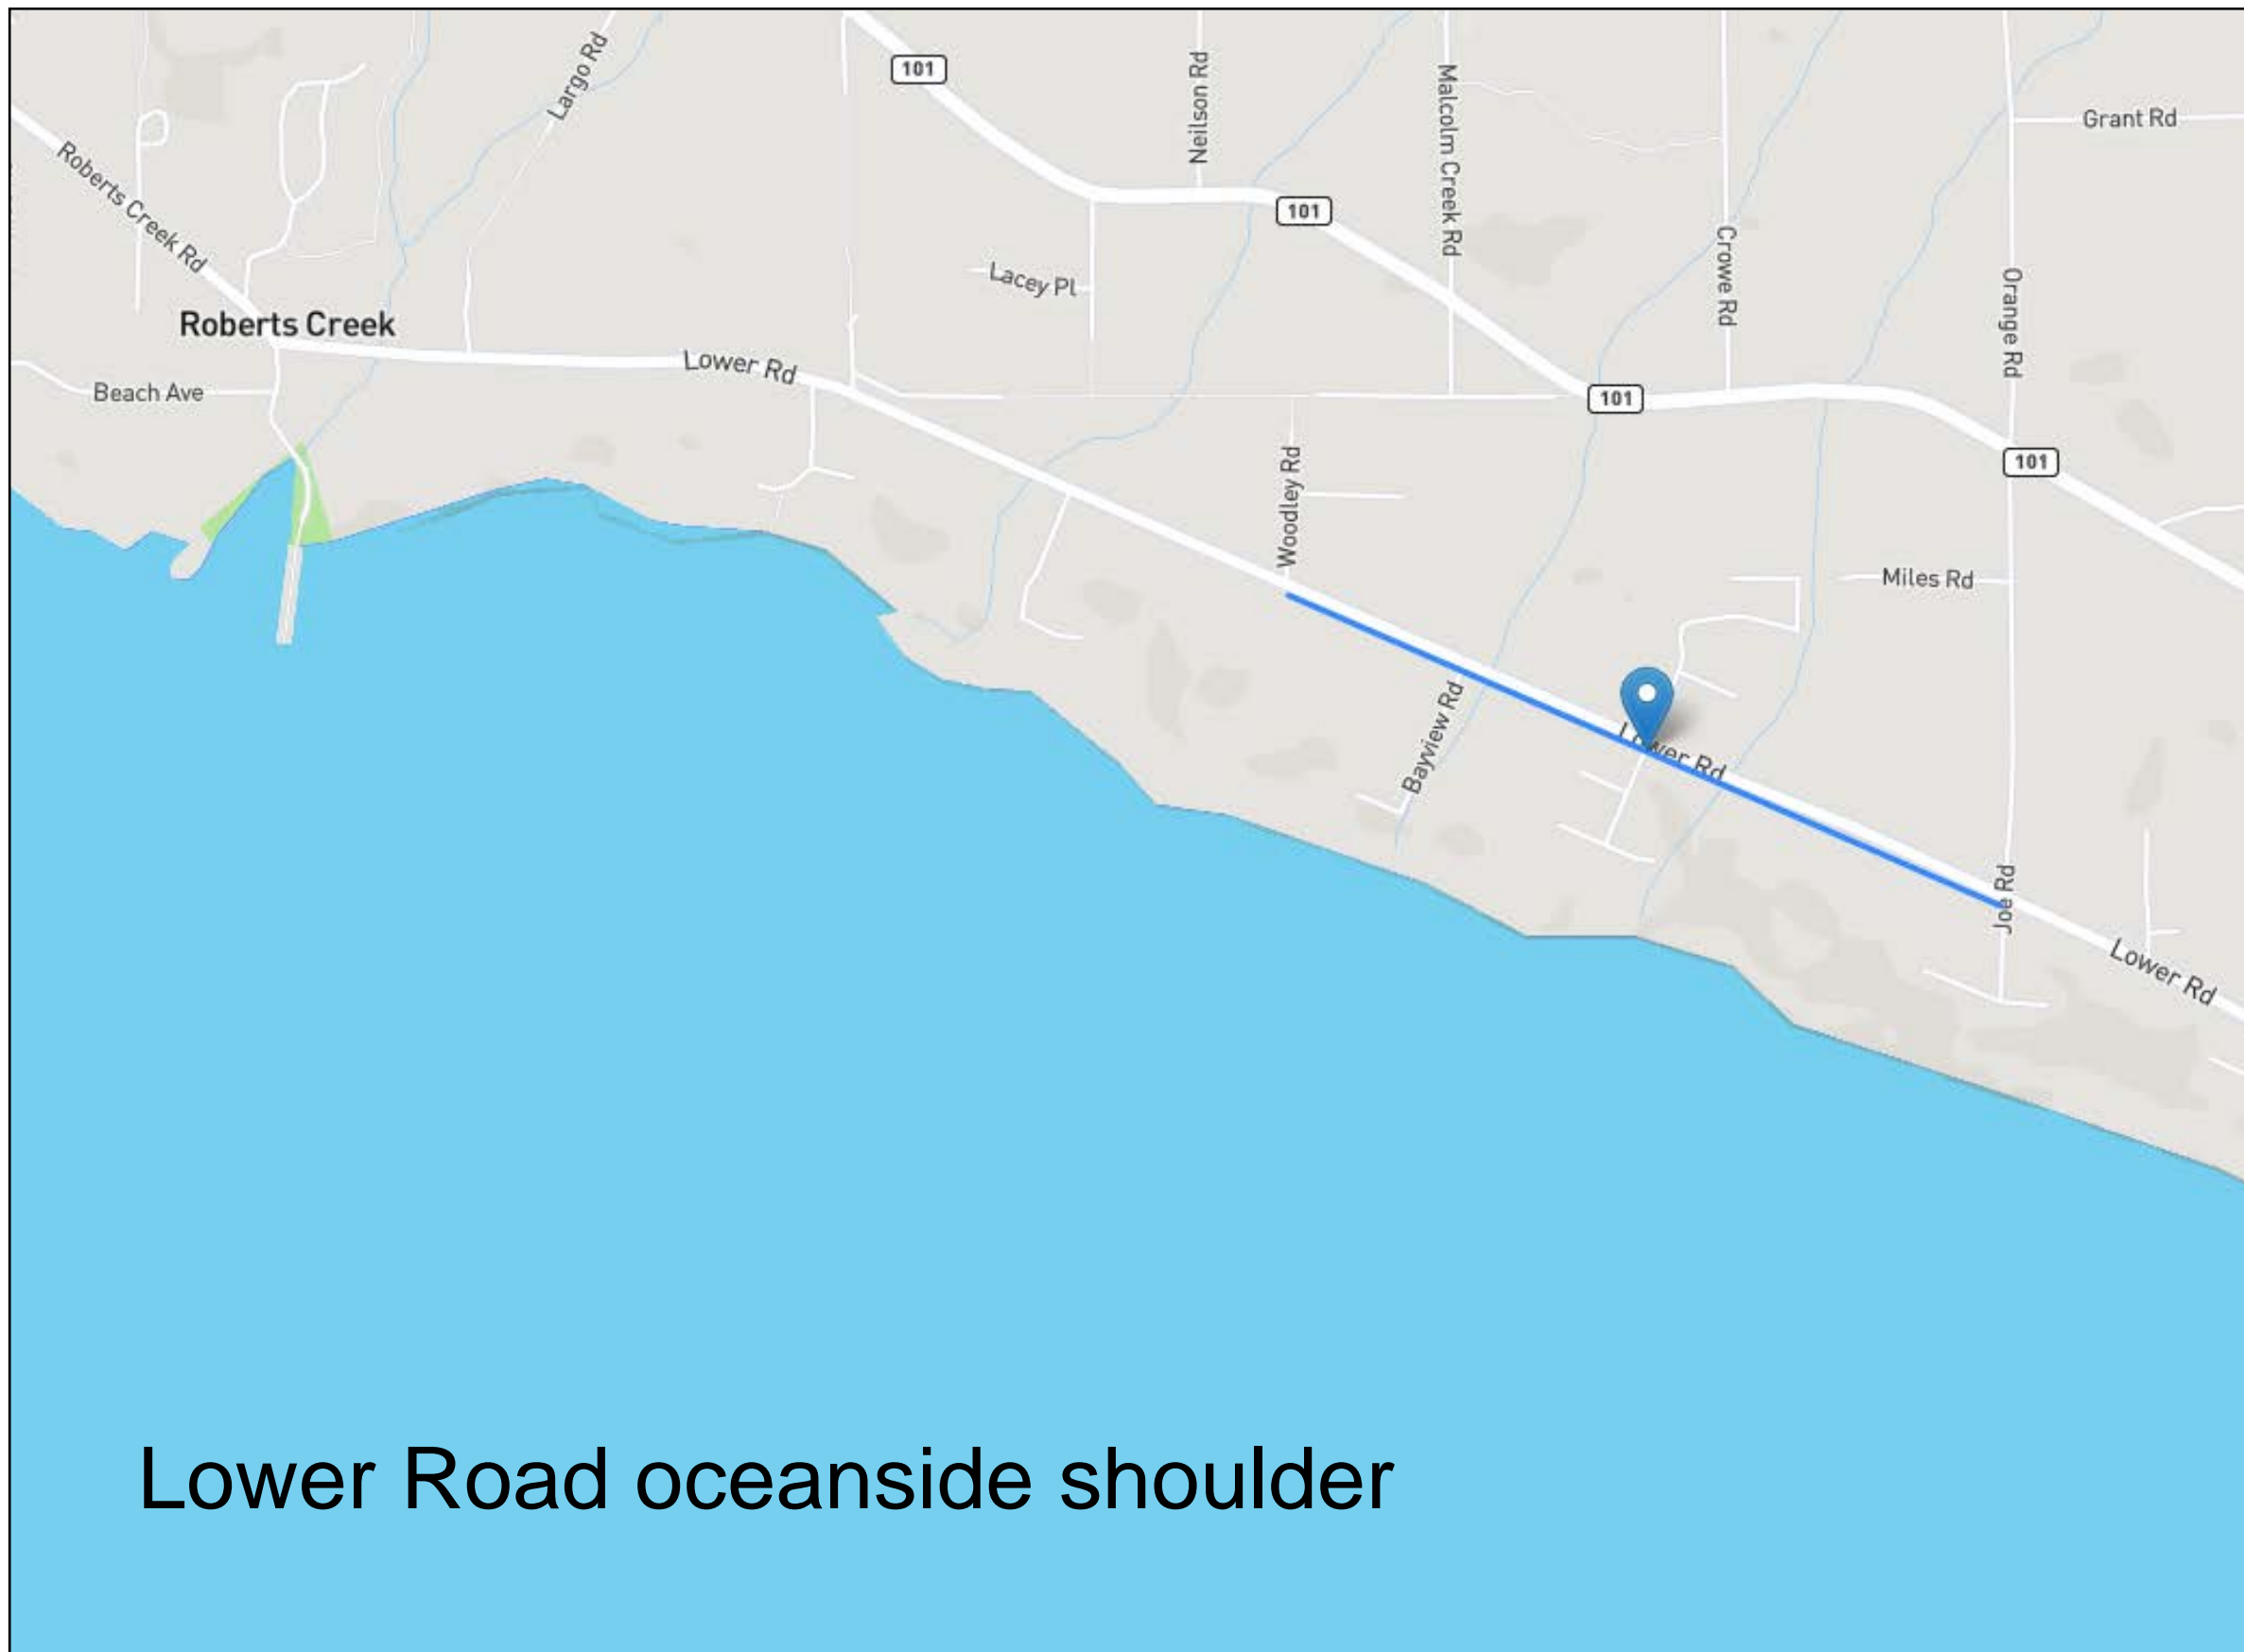 Largo Rd
101
Neilson Rd
Malcolm Creek Rd
Grant Rd
Roberts Creek Rd
101
Crowe Rd
Lacey Pl
Orange Rd
Roberts Creek
Lower Rd
Beach Ave
101
101
Woodley Rd
Miles Rd
Bayview Rd
Lower Rd
Joe Rd
Lower Rd
Lower Road oceanside shoulder